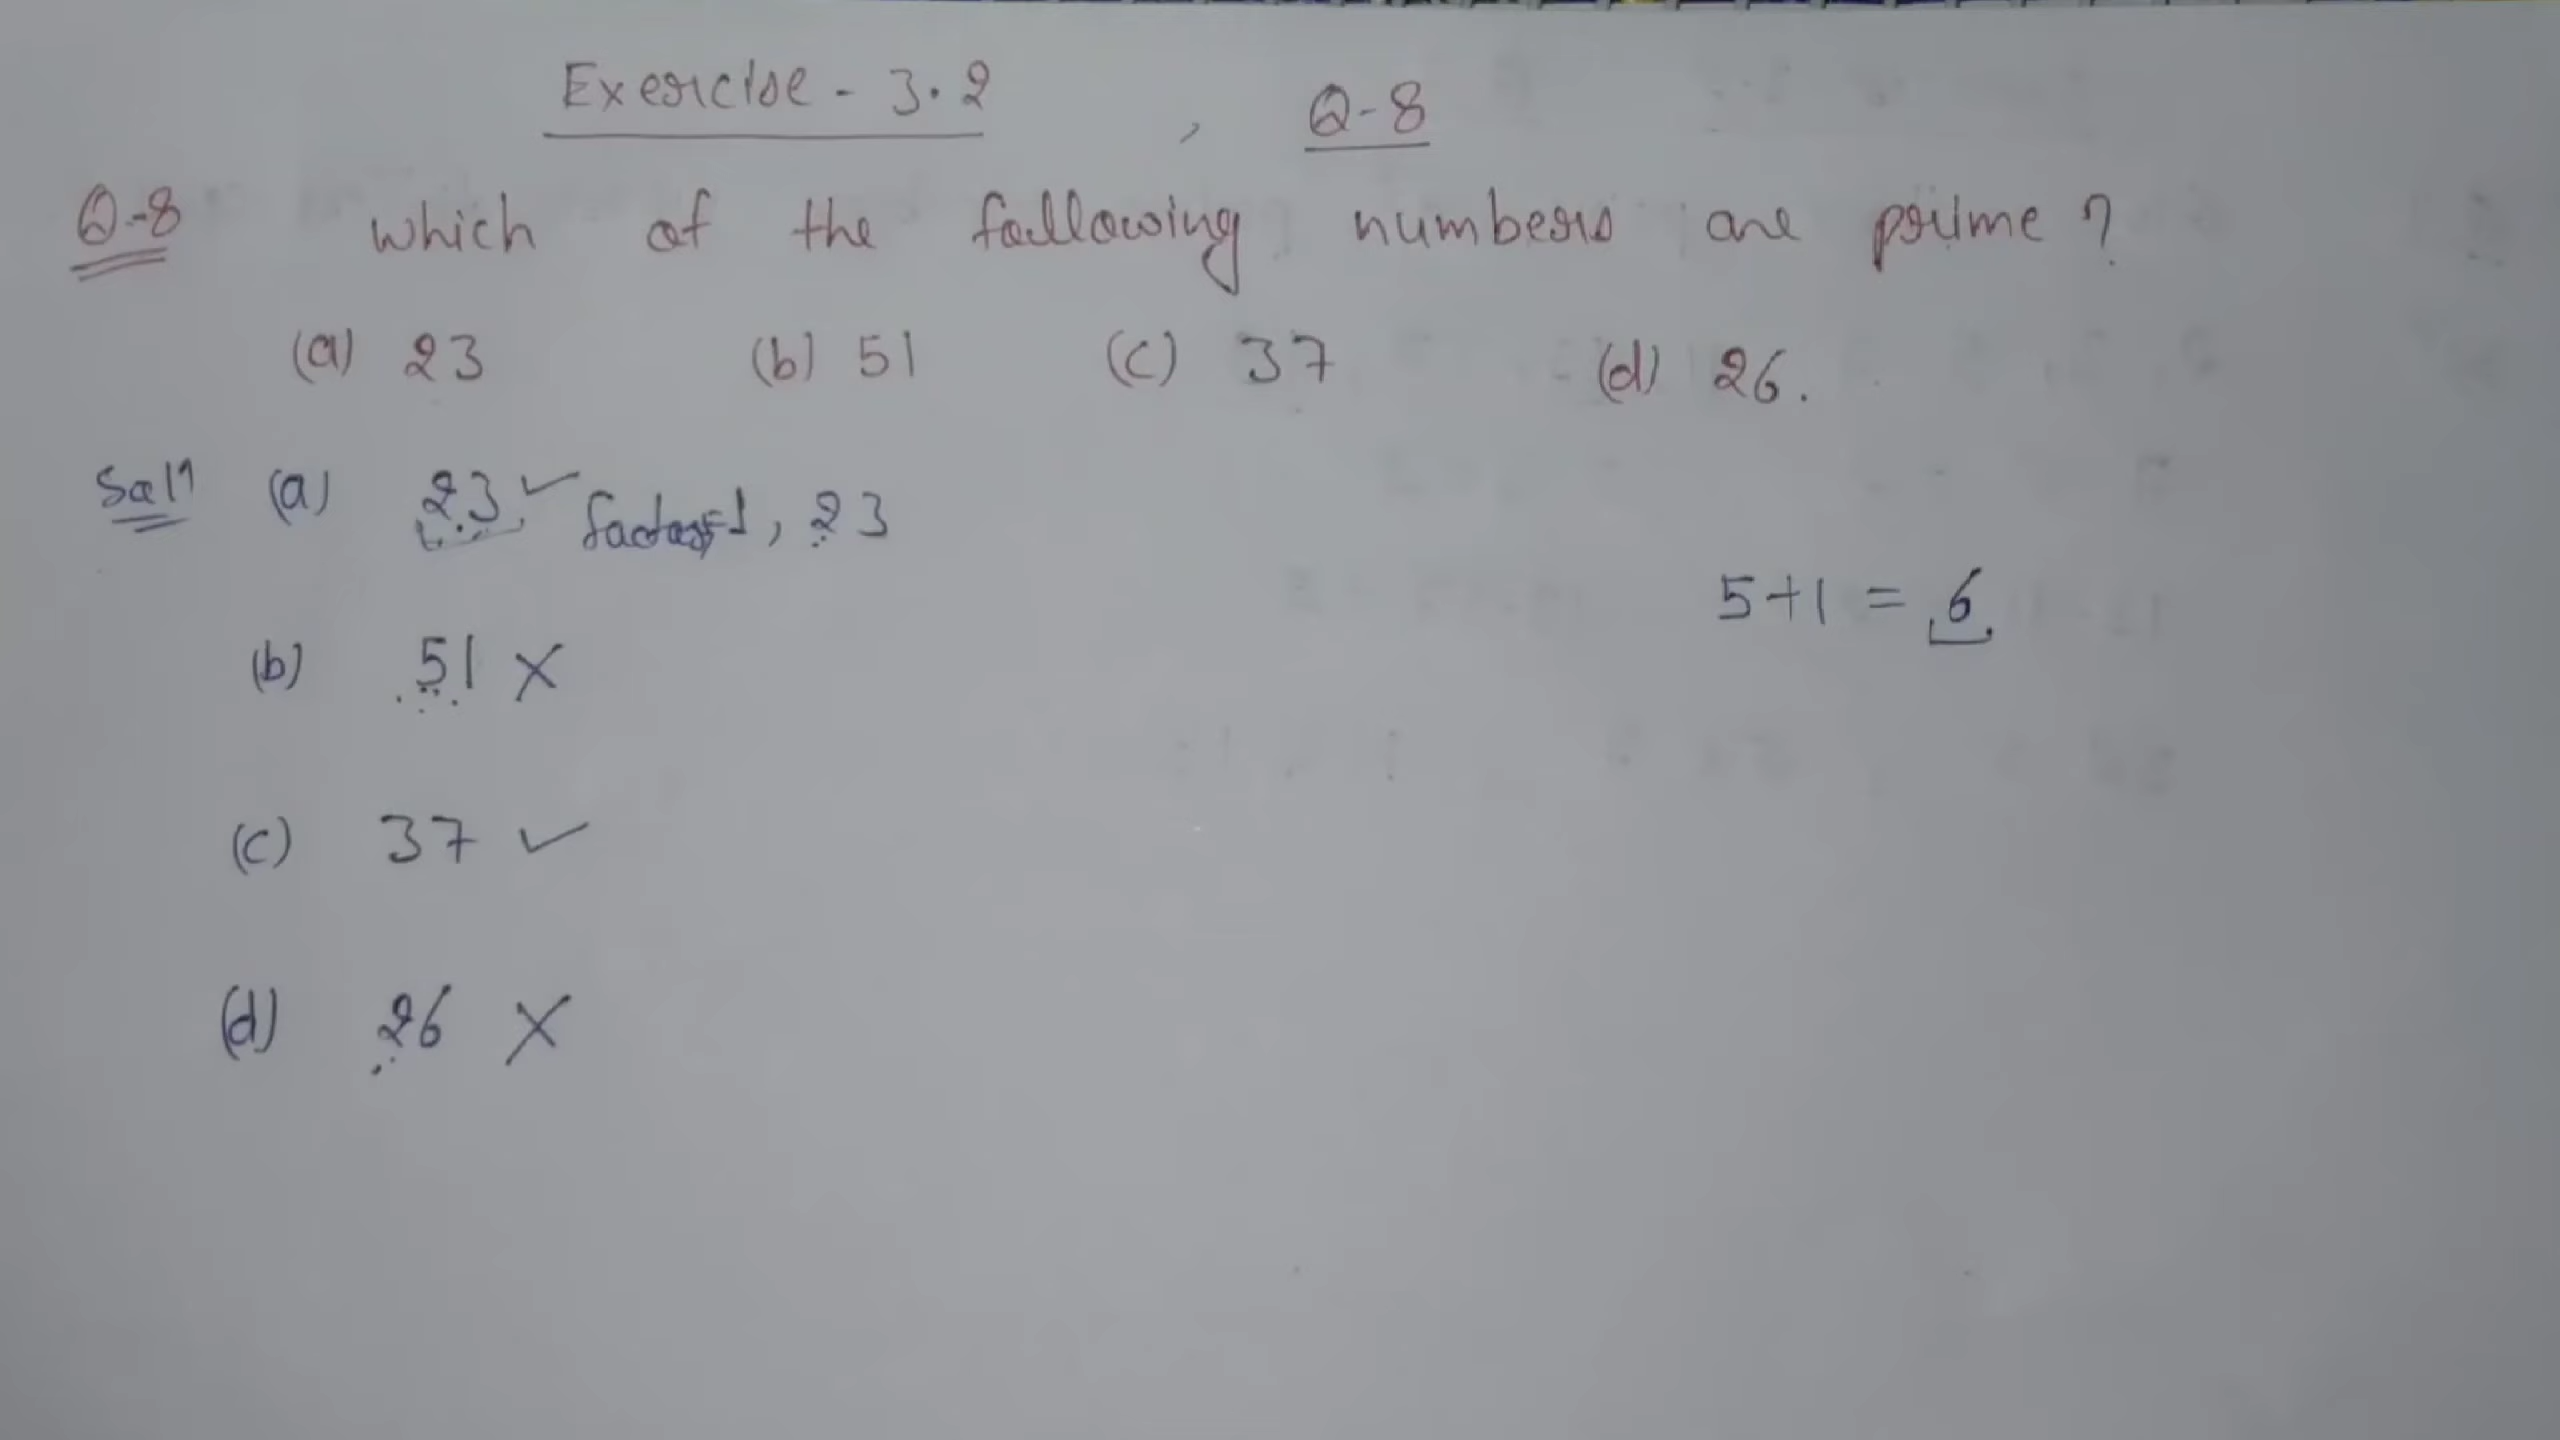 Exercise - 3.2 , Q-8
Q-8 which of the following numbers are prime ?
(a) 23 (b) 51 (c) 37 (d) 26.
Soln (a) 23 ✓ factors=1, 23
5+1 = 6
(b) 51 ×
(c) 37 ✓
(d) 26 ×